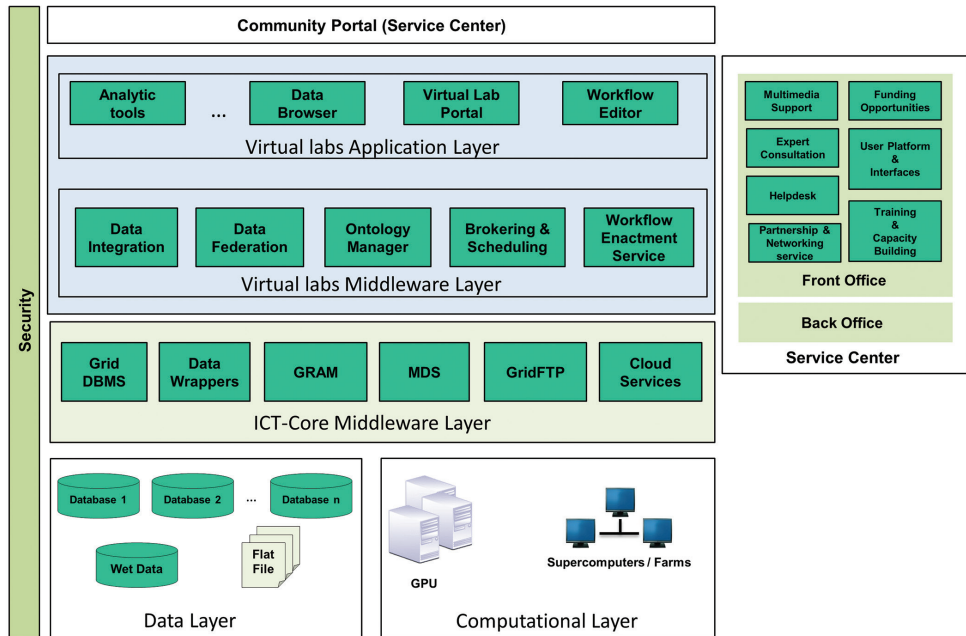 Security
Community Portal (Service Center)
Analytic
tools
...
Data
Browser
Virtual Lab
Portal
Workflow
Editor
Virtual labs Application Layer
Data
Integration
Data
Federation
Ontology
Manager
Brokering &
Scheduling
Workflow
Enactment
Service
Virtual labs Middleware Layer
Grid
DBMS
Data
Wrappers
GRAM
MDS
GridFTP
Cloud
Services
ICT-Core Middleware Layer
Database 1
Database 2
...
Database n
Wet Data
Flat
File
Data Layer
GPU
Supercomputers / Farms
Computational Layer
Multimedia
Support
Funding
Opportunities
Expert
Consultation
User Platform
&
Interfaces
Helpdesk
Training
&
Capacity
Building
Partnership &
Networking
service
Front Office
Back Office
Service Center